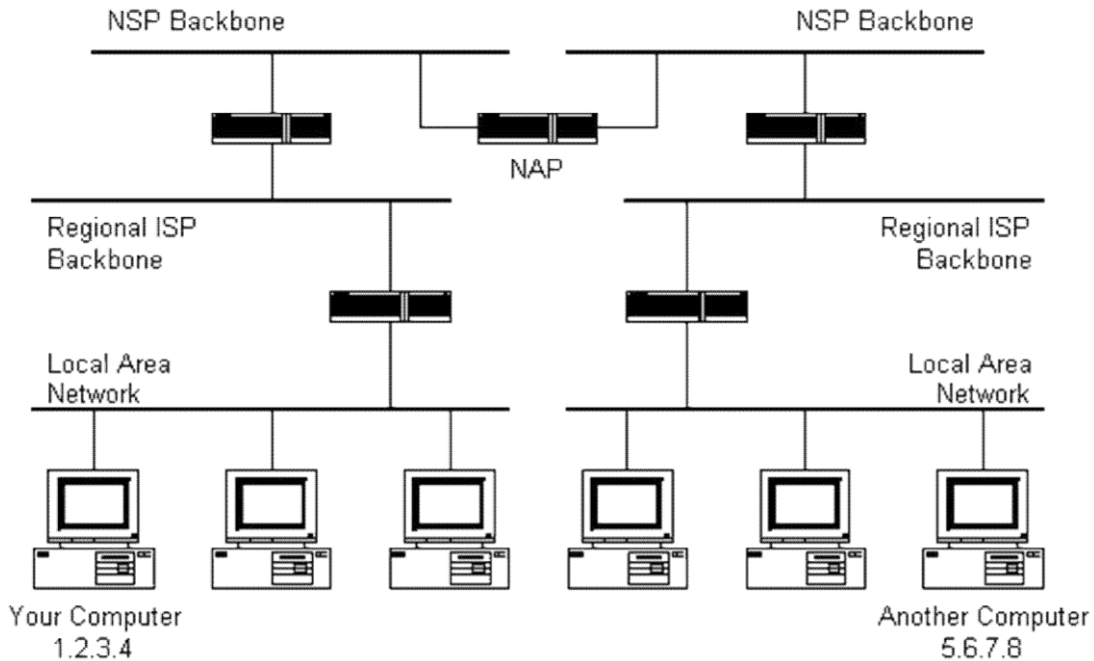 NSP Backbone
NSP Backbone
NAP
Regional ISP
Backbone
Regional ISP
Backbone
Local Area
Network
Local Area
Network
Your Computer
1.2.3.4
Another Computer
5.6.7.8